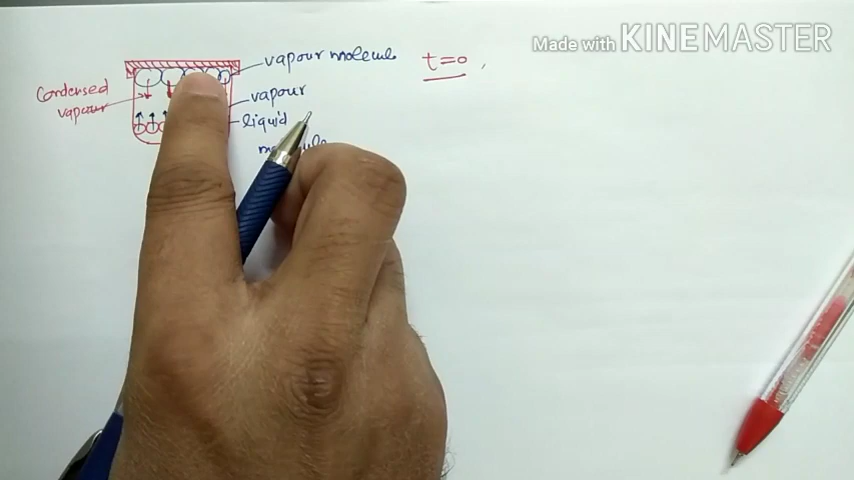 Made with KINEMASTER
vapour molecule
t=0
Condensed
vapour
vapour
liquid